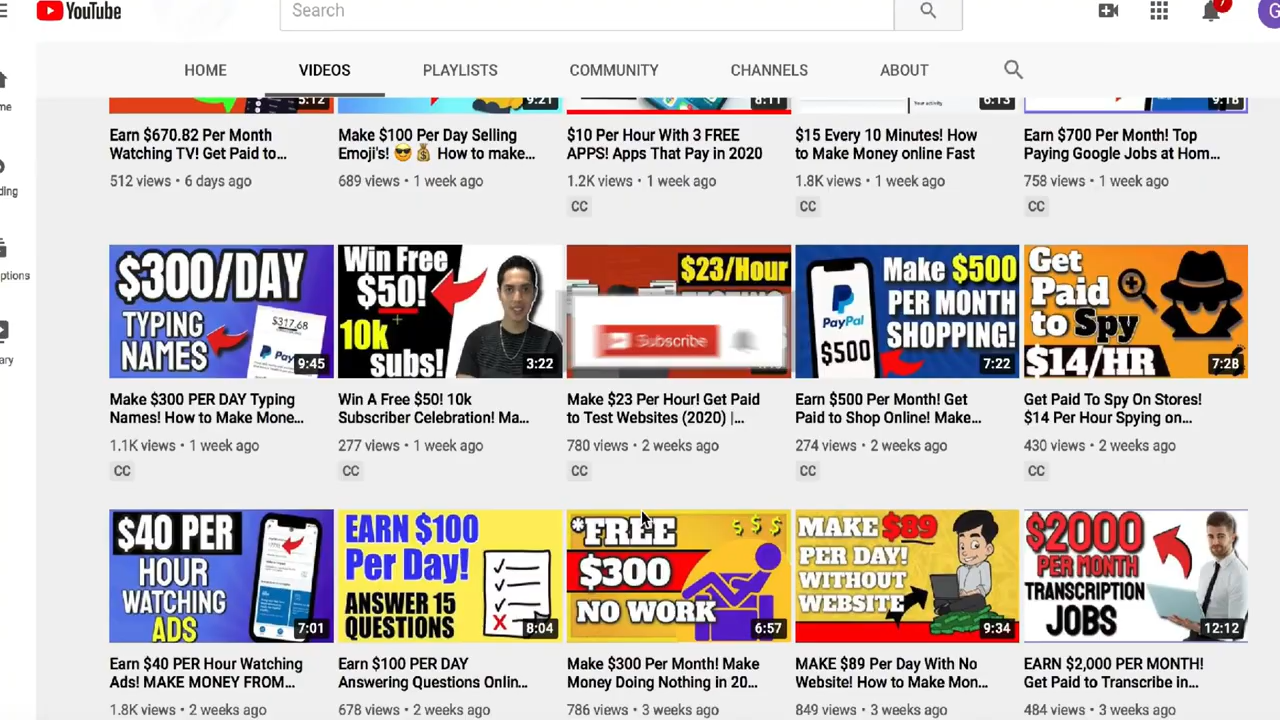 YouTube
Search
7
G
HOME VIDEOS PLAYLISTS COMMUNITY CHANNELS ABOUT
5:12 9:21 8:11 6:13 9:18
Earn $670.82 Per Month
Watching TV! Get Paid to...
512 views • 6 days ago
Make $100 Per Day Selling
Emoji's! 😎 💰 How to make...
689 views • 1 week ago
$10 Per Hour With 3 FREE
APPS! Apps That Pay in 2020
1.2K views • 1 week ago
CC
$15 Every 10 Minutes! How
to Make Money online Fast
1.8K views • 1 week ago
CC
Earn $700 Per Month! Top
Paying Google Jobs at Hom...
758 views • 1 week ago
CC
$300/DAY
TYPING
NAMES
$317.68
9:45
Make $300 PER DAY Typing
Names! How to Make Mone...
1.1K views • 1 week ago
CC
Win Free
$50!
10k
subs!
3:22
Win A Free $50! 10k
Subscriber Celebration! Ma...
277 views • 1 week ago
CC
$23/Hour
Subscribe
Make $23 Per Hour! Get Paid
to Test Websites (2020) |...
780 views • 2 weeks ago
CC
PayPal
$500
Make $500
PER MONTH
SHOPPING!
7:22
Earn $500 Per Month! Get
Paid to Shop Online! Make...
274 views • 2 weeks ago
CC
Get
Paid
to Spy
$14/HR
7:28
Get Paid To Spy On Stores!
$14 Per Hour Spying on...
430 views • 2 weeks ago
CC
$40 PER
HOUR
WATCHING
ADS
7:01
Earn $40 PER Hour Watching
Ads! MAKE MONEY FROM...
1.8K views • 2 weeks ago
EARN $100
Per Day!
ANSWER 15
QUESTIONS
8:04
Earn $100 PER DAY
Answering Questions Onlin...
678 views • 2 weeks ago
*FREE
$300
NO WORK
6:57
Make $300 Per Month! Make
Money Doing Nothing in 20...
786 views • 3 weeks ago
MAKE $89
PER DAY!
WITHOUT
WEBSITE
9:34
MAKE $89 Per Day With No
Website! How to Make Mon...
849 views • 3 weeks ago
$2000
PER MONTH
TRANSCRIPTION
JOBS
12:12
EARN $2,000 PER MONTH!
Get Paid to Transcribe in...
484 views • 3 weeks ago